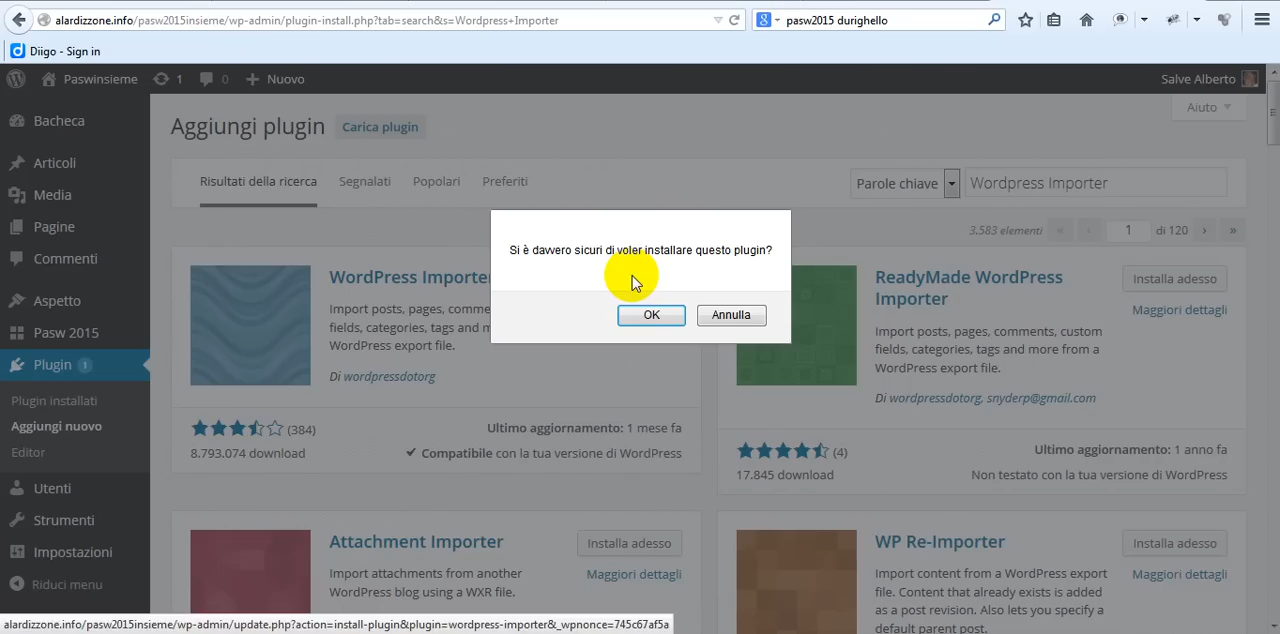 alardizzone.info/pasw2015insieme/wp-admin/plugin-install.php?tab=search&s=Wordpress+Importer
pasw2015 durighello
Diigo - Sign in
Paswinsieme
1
0
Nuovo
Salve Alberto
Bacheca
Articoli
Media
Pagine
Commenti
Aspetto
Pasw 2015
Plugin 1
Plugin installati
Aggiungi nuovo
Editor
Utenti
Strumenti
Impostazioni
Riduci menu
Aiuto
Aggiungi plugin
Carica plugin
Risultati della ricerca
Segnalati
Popolari
Preferiti
Parole chiave
Wordpress Importer
3.583 elementi « ‹ 1 di 120 › »
Si è davvero sicuri di voler installare questo plugin?
OK
Annulla
WordPress Importer
Import posts, pages, comme
fields, categories, tags and m
WordPress export file.
Di wordpressdotorg
(384)
8.793.074 download
Ultimo aggiornamento: 1 mese fa
✔ Compatibile con la tua versione di WordPress
ReadyMade WordPress
Importer
Installa adesso
Maggiori dettagli
Import posts, pages, comments, custom
fields, categories, tags and more from a
WordPress export file.
Di wordpressdotorg, snyderp@gmail.com
(4)
17.845 download
Ultimo aggiornamento: 1 anno fa
Non testato con la tua versione di WordPress
Attachment Importer
Installa adesso
Maggiori dettagli
Import attachments from another
WordPress blog using a WXR file.
WP Re-Importer
Installa adesso
Maggiori dettagli
Import content from a WordPress export
file. Content that already exists is added
as a post revision. Also lets you specify a
default parent post.
alardizzone.info/pasw2015insieme/wp-admin/update.php?action=install-plugin&plugin=wordpress-importer&_wpnonce=745c67af5a